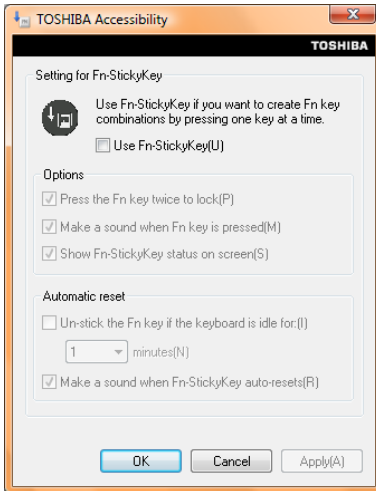 TOSHIBA Accessibility
TOSHIBA
Setting for Fn-StickyKey
Use Fn-StickyKey if you want to create Fn key
combinations by pressing one key at a time.
Use Fn-StickyKey(U)
Options
Press the Fn key twice to lock(P)
Make a sound when Fn key is pressed(M)
Show Fn-StickyKey status on screen(S)
Automatic reset
Un-stick the Fn key if the keyboard is idle for:(I)
1 minutes(N)
Make a sound when Fn-StickyKey auto-resets(R)
OK Cancel Apply(A)